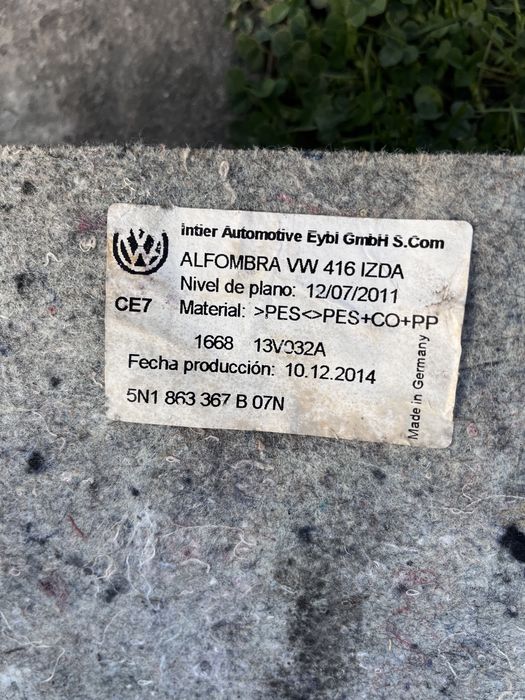 Intier Automotive Eybl GmbH S.Com
ALFOMBRA VW 416 IZDA
Nivel de plano: 12/07/2011
CE7 Material: >PES<>PES+CO+PP
1668 13V032A
Fecha producción: 10.12.2014
5N1 863 367 B 07N
Made in Germany